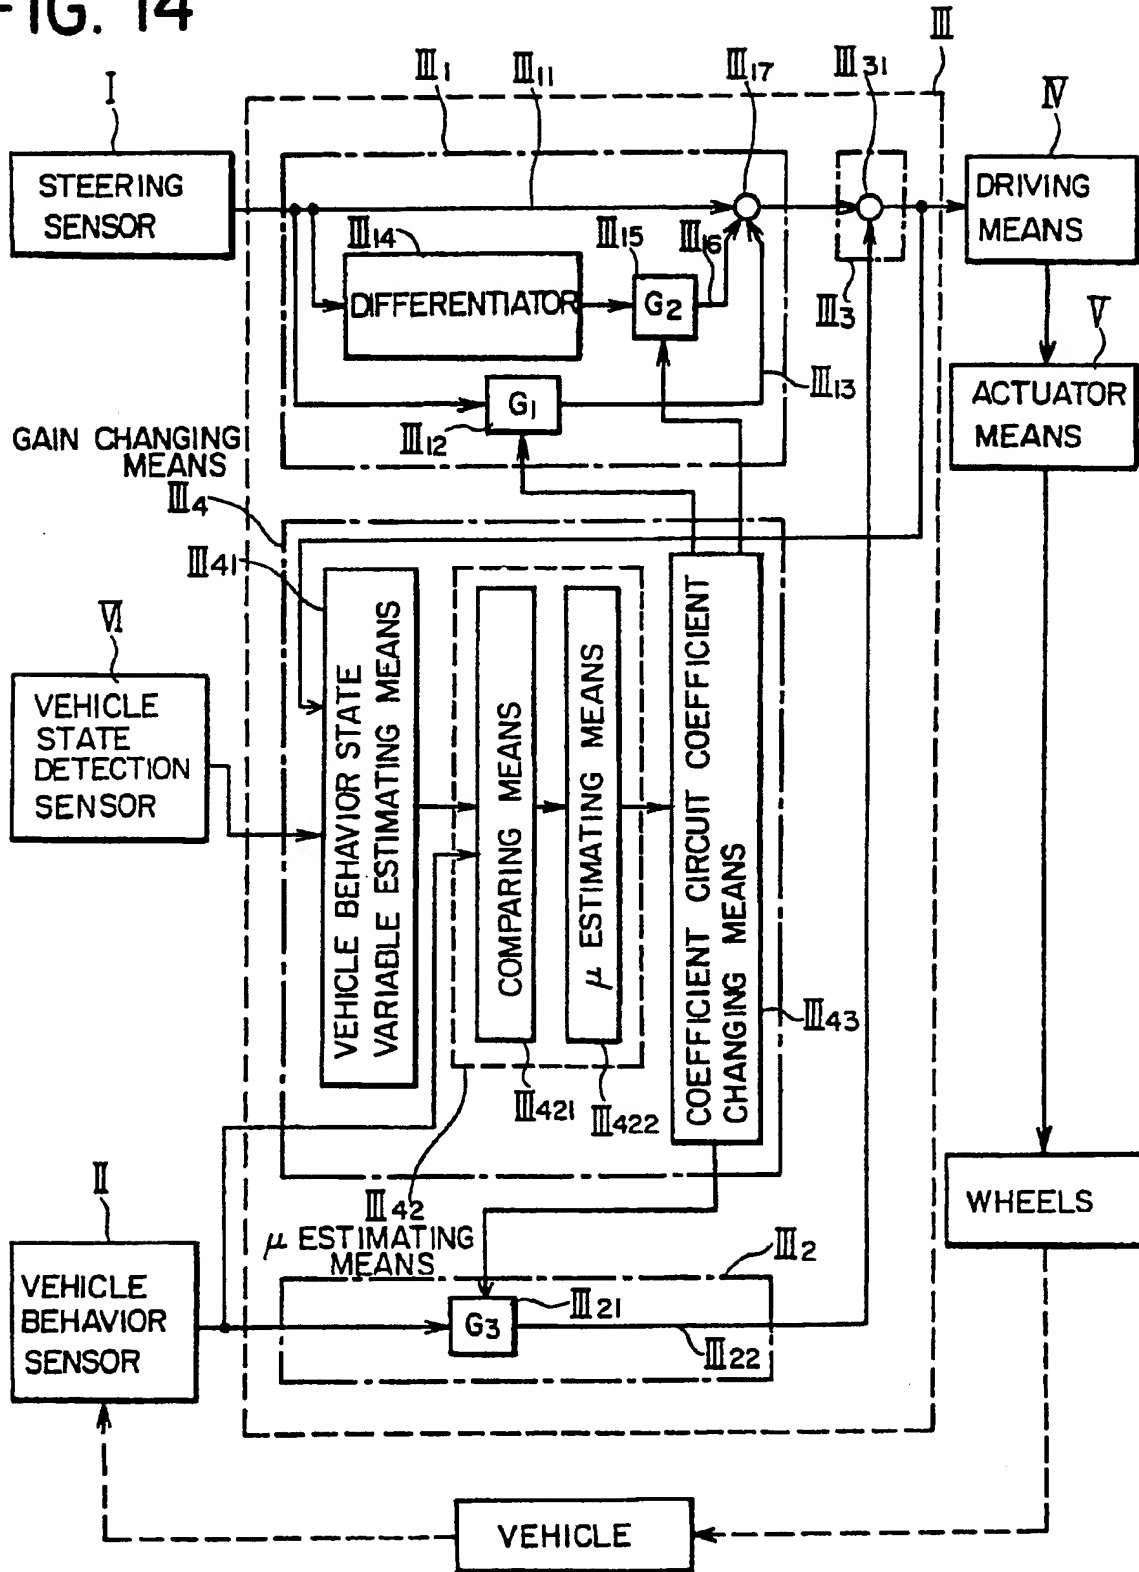 FIG. 14
III
III1
III11
III17
III31
I
IV
STEERING
SENSOR
DRIVING
MEANS
III14
III15
III16
DIFFERENTIATOR
G2
III3
V
III13
G1
III12
ACTUATOR
MEANS
GAIN CHANGING
MEANS
III4
III41
VI
VEHICLE
STATE
DETECTION
SENSOR
VEHICLE BEHAVIOR STATE
VARIABLE ESTIMATING MEANS
COMPARING MEANS
μ ESTIMATING MEANS
COEFFICIENT CIRCUIT COEFFICIENT
CHANGING MEANS
III43
III421
III422
II
III42
μ ESTIMATING
MEANS
WHEELS
III2
VEHICLE
BEHAVIOR
SENSOR
G3
III21
III22
VEHICLE